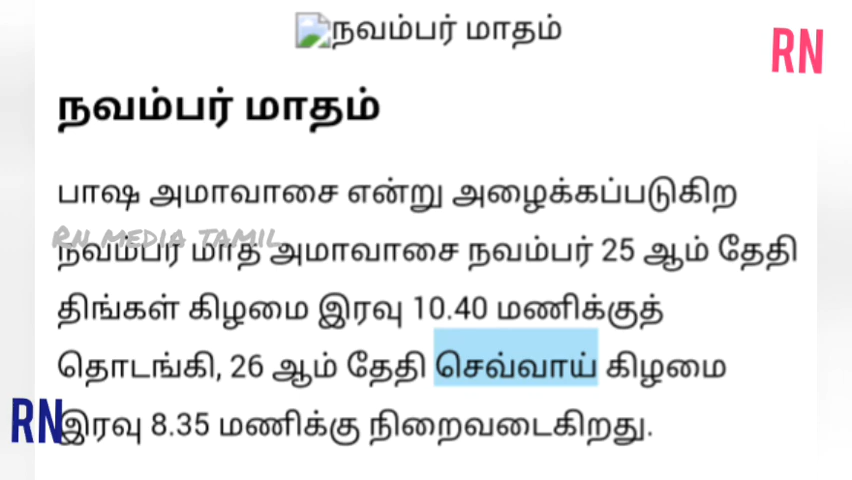 நவம்பர் மாதம்
RN
நவம்பர் மாதம்
பாஷ அமாவாசை என்று அழைக்கப்படுகிற
RN MEDIA TAMIL
நவம்பர் மாத அமாவாசை நவம்பர் 25 ஆம் தேதி
திங்கள் கிழமை இரவு 10.40 மணிக்குத்
தொடங்கி, 26 ஆம் தேதி செவ்வாய் கிழமை
RN
இரவு 8.35 மணிக்கு நிறைவடைகிறது.